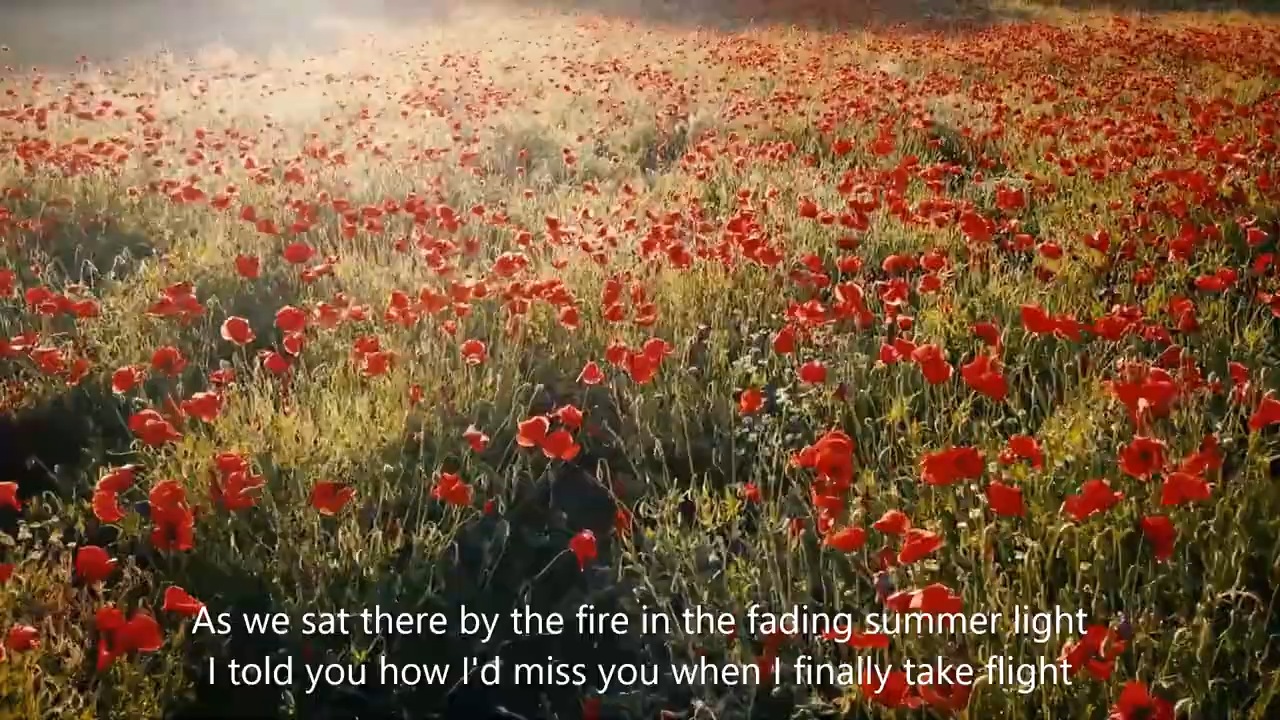 As we sat there by the fire in the fading summer light
I told you how I'd miss you when I finally take flight